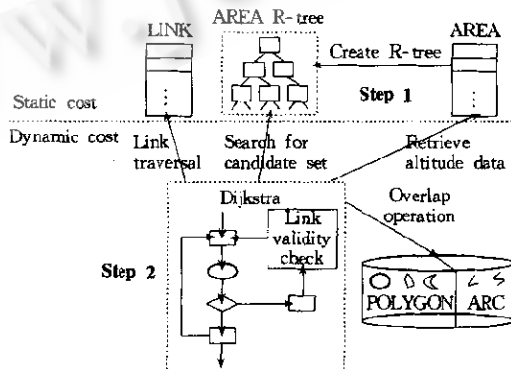 AREA R-tree
LINK
AREA
Create R-tree
Step 1
Static cost
Dynamic cost
Link traversal
Search for candidate set
Retrieve altitude data
Dijkstra
Link validity check
Overlap operation
Step 2
POLYGON
ARC